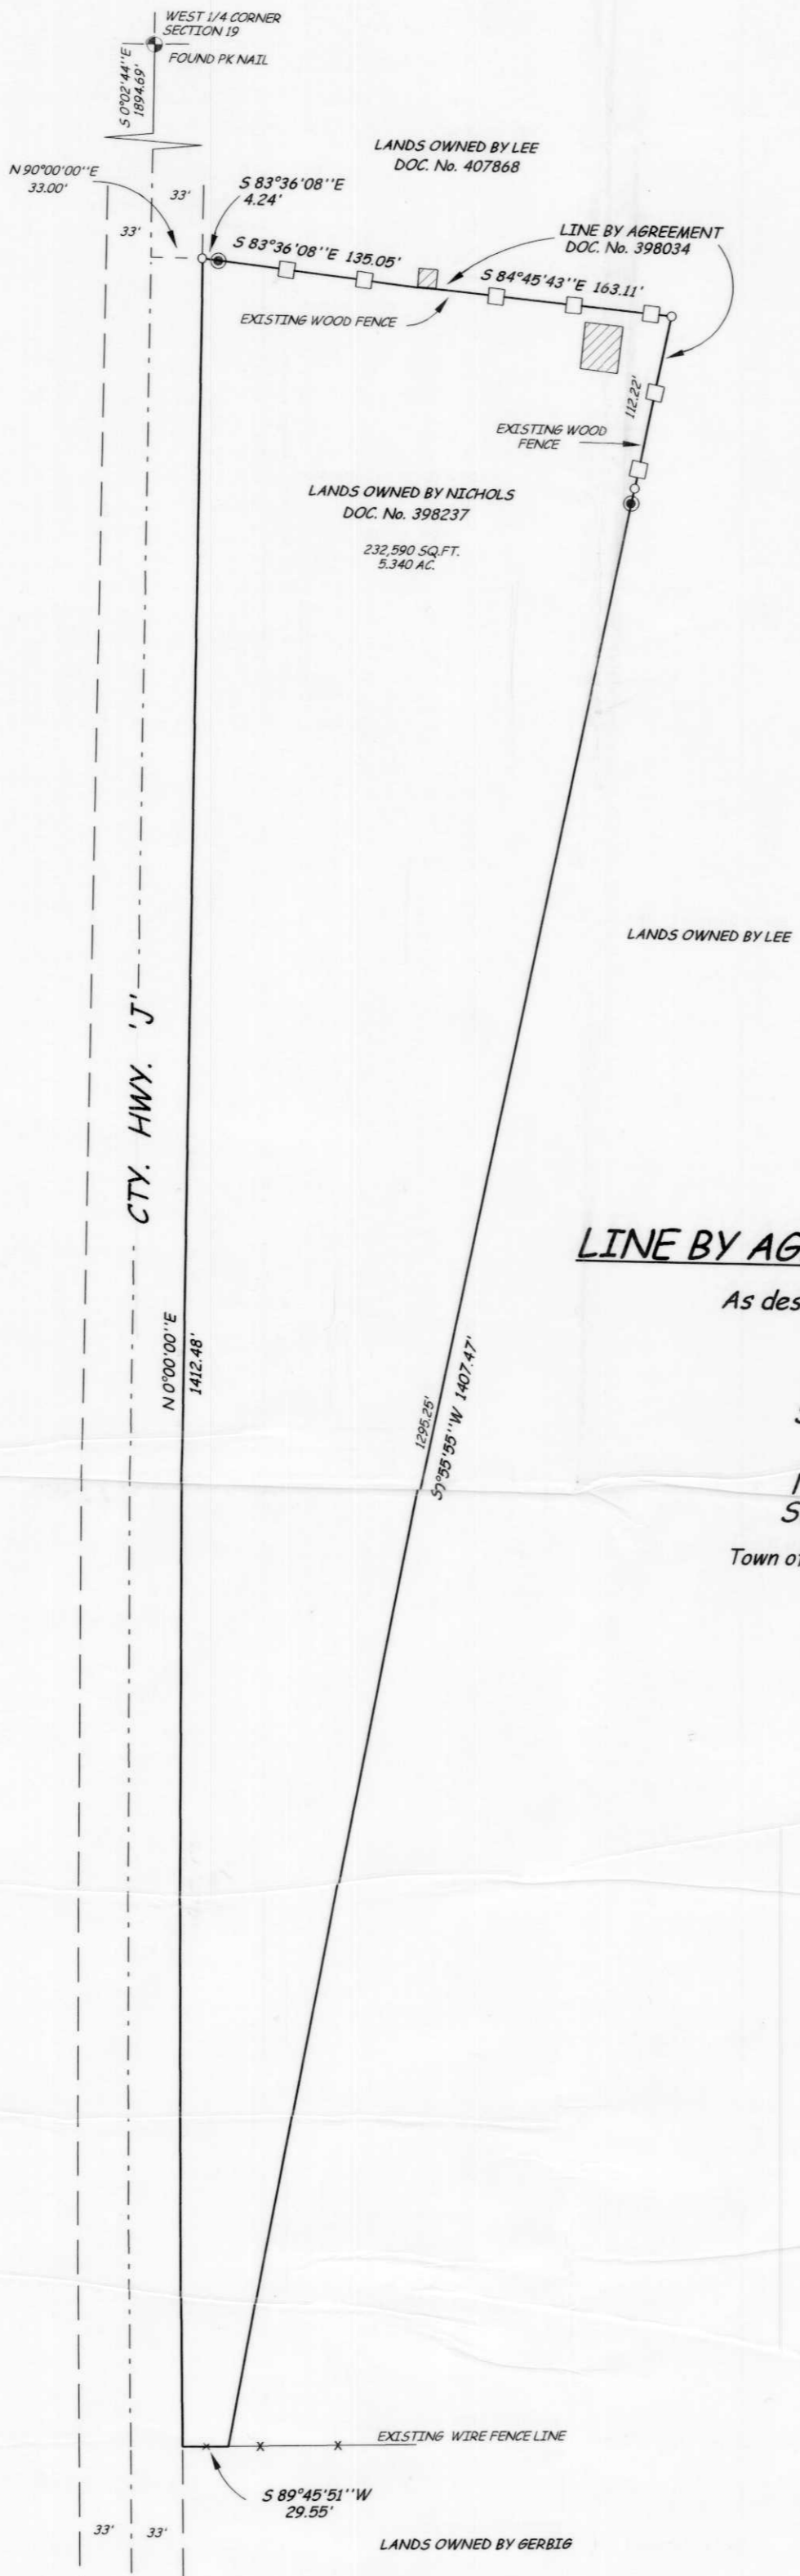 WEST 1/4 CORNER
SECTION 19
FOUND PK NAIL
S 0°02'44''E
1894.69'
LANDS OWNED BY LEE
DOC. No. 407868
N 90°00'00''E
33.00'
33'
33'
S 83°36'08''E
4.24'
S 83°36'08''E 135.05'
LINE BY AGREEMENT
DOC. No. 398034
S 84°45'43''E 163.11'
EXISTING WOOD FENCE
112.22'
EXISTING WOOD
FENCE
LANDS OWNED BY NICHOLS
DOC. No. 398237
232,590 SQ.FT.
5.340 AC.
LANDS OWNED BY LEE
CTY. HWY. 'J'
LINE BY AG
As des
N 0°00'00''E
1412.48'
1295.25'
°55'55''W 1407.47'
S
Town of
EXISTING WIRE FENCE LINE
S 89°45'51''W
29.55'
33'
33'
LANDS OWNED BY GERBIG